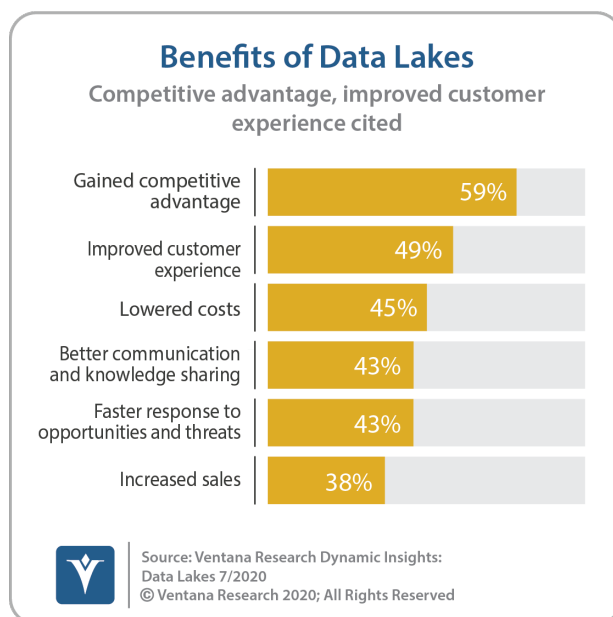 Benefits of Data Lakes
Competitive advantage, improved customer
experience cited
Gained competitive
advantage
59%
Improved customer
experience
49%
Lowered costs
45%
Better communication
and knowledge sharing
43%
Faster response to
opportunities and threats
43%
Increased sales
38%
Source: Ventana Research Dynamic Insights:
Data Lakes 7/2020
© Ventana Research 2020; All Rights Reserved